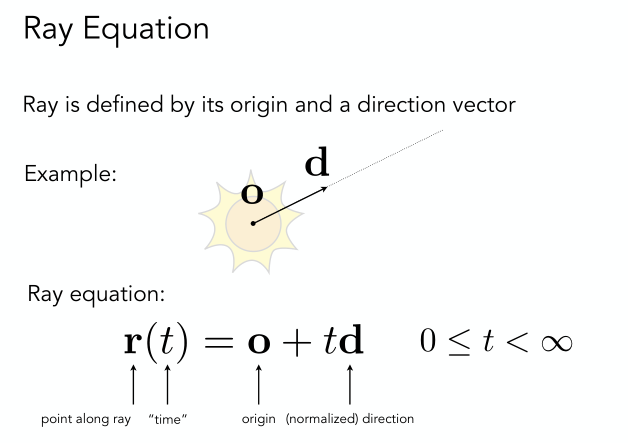 Ray Equation
Ray is defined by its origin and a direction vector
Example:
d
o
Ray equation:
r(t) = o + td 0 ≤ t < ∞
point along ray "time" origin (normalized) direction